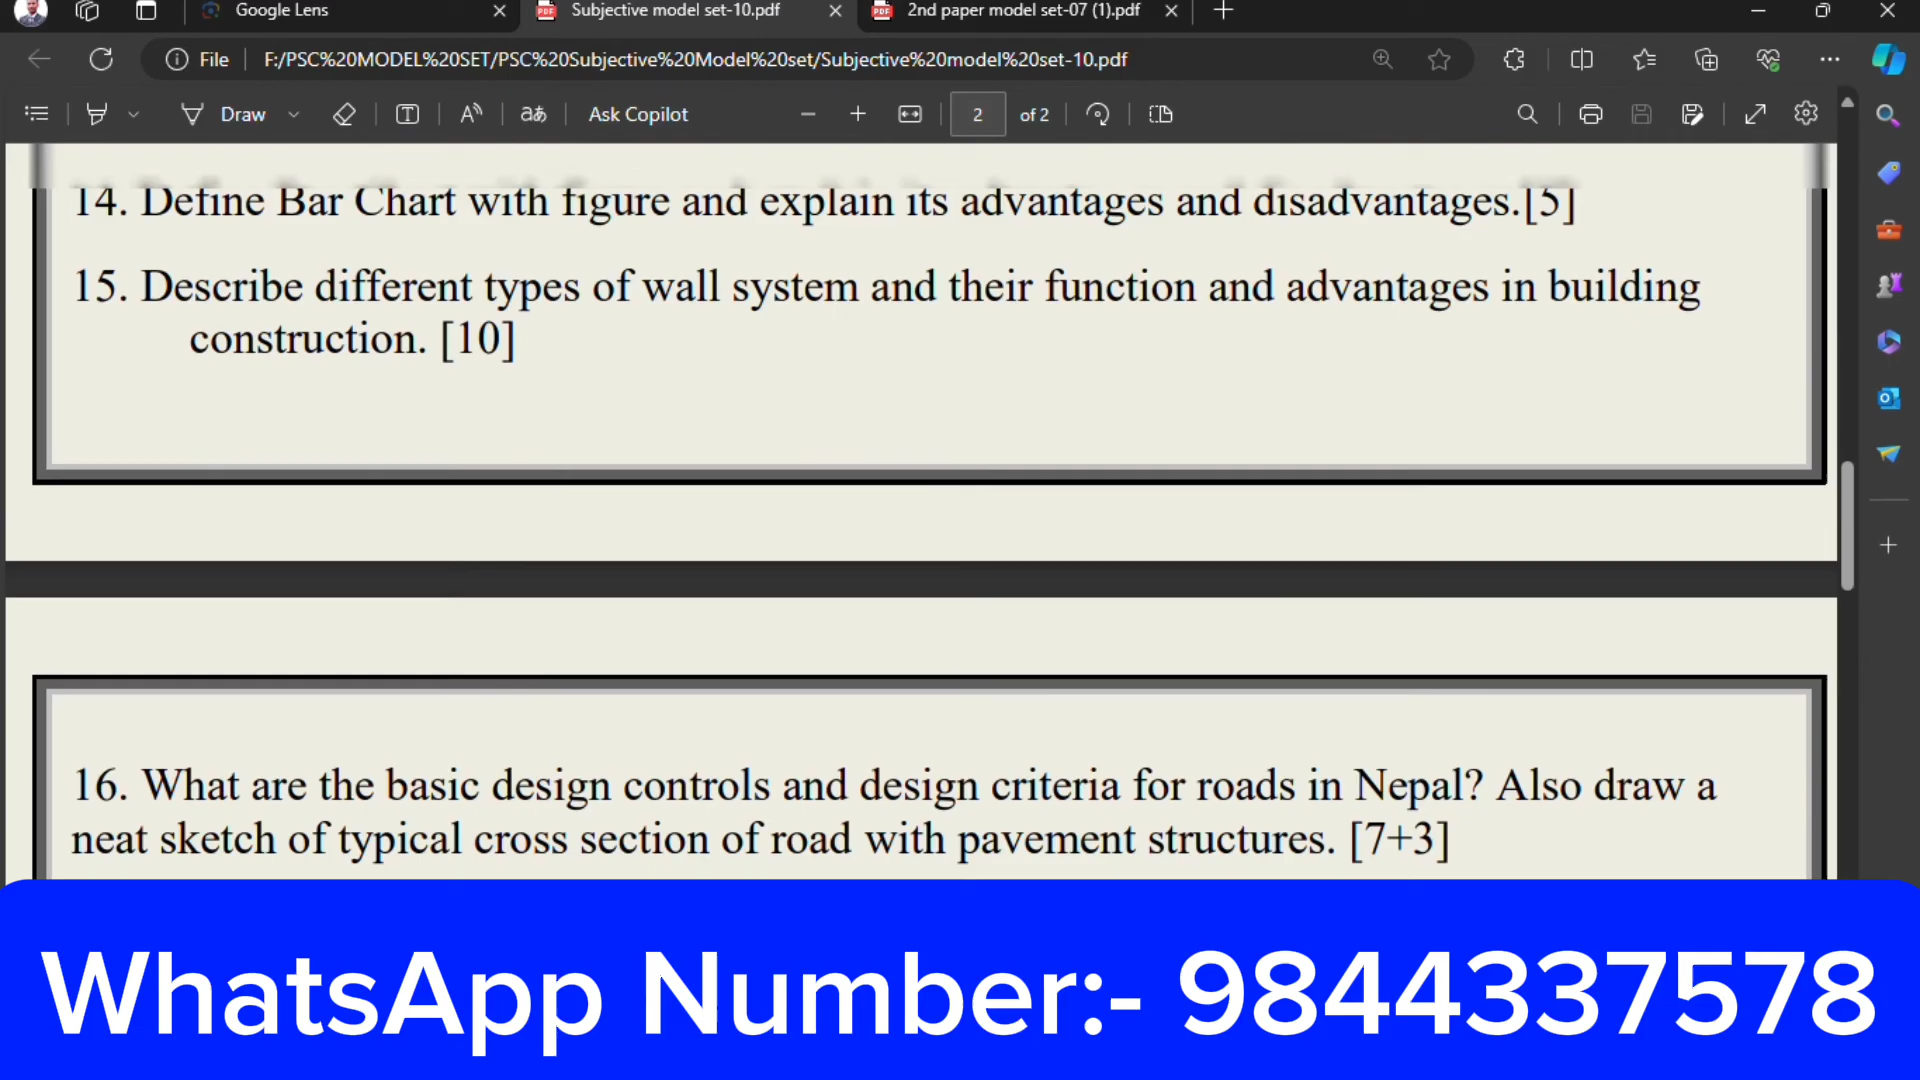 Google Lens
Subjective model set-10.pdf
2nd paper model set-07 (1).pdf
File
F:/PSC%20MODEL%20SET/PSC%20Subjective%20Model%20set/Subjective%20model%20set-10.pdf
Draw
aあ
Ask Copilot
2
of 2
14. Define Bar Chart with figure and explain its advantages and disadvantages.[5]
15. Describe different types of wall system and their function and advantages in building
construction. [10]
16. What are the basic design controls and design criteria for roads in Nepal? Also draw a
neat sketch of typical cross section of road with pavement structures. [7+3]
WhatsApp Number:- 9844337578